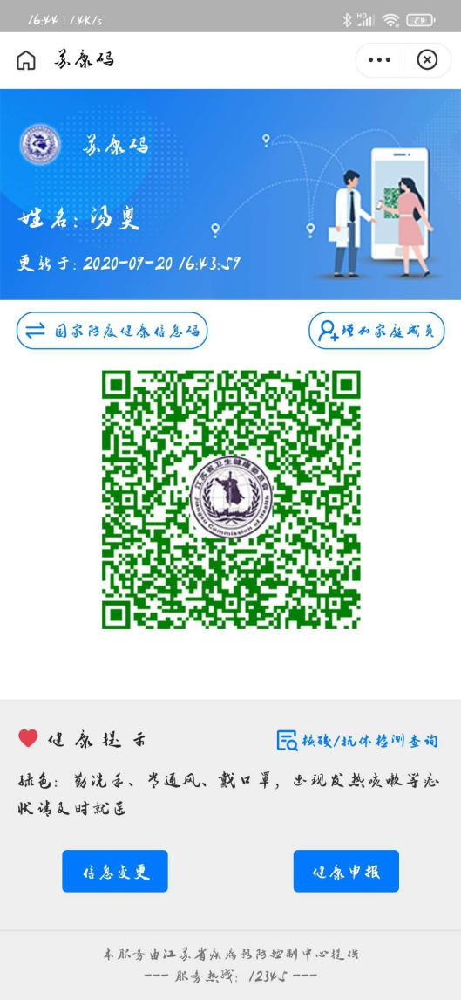 16:44 | 1.4K/s
HD
84
苏康码
苏康码
姓名: 汤奥
更新于: 2020-09-20 16:43:59
国家防疫健康信息码
增加家庭成员
江苏省卫生健康委员会
Jiangsu Commission of Health
健康提示
核酸/抗体检测查询
绿色: 勤洗手、常通风、戴口罩，出现发热咳嗽等症
状请及时就医
信息变更
健康申报
本服务由江苏省疾病预防控制中心提供
--- 服务热线: 12345 ---